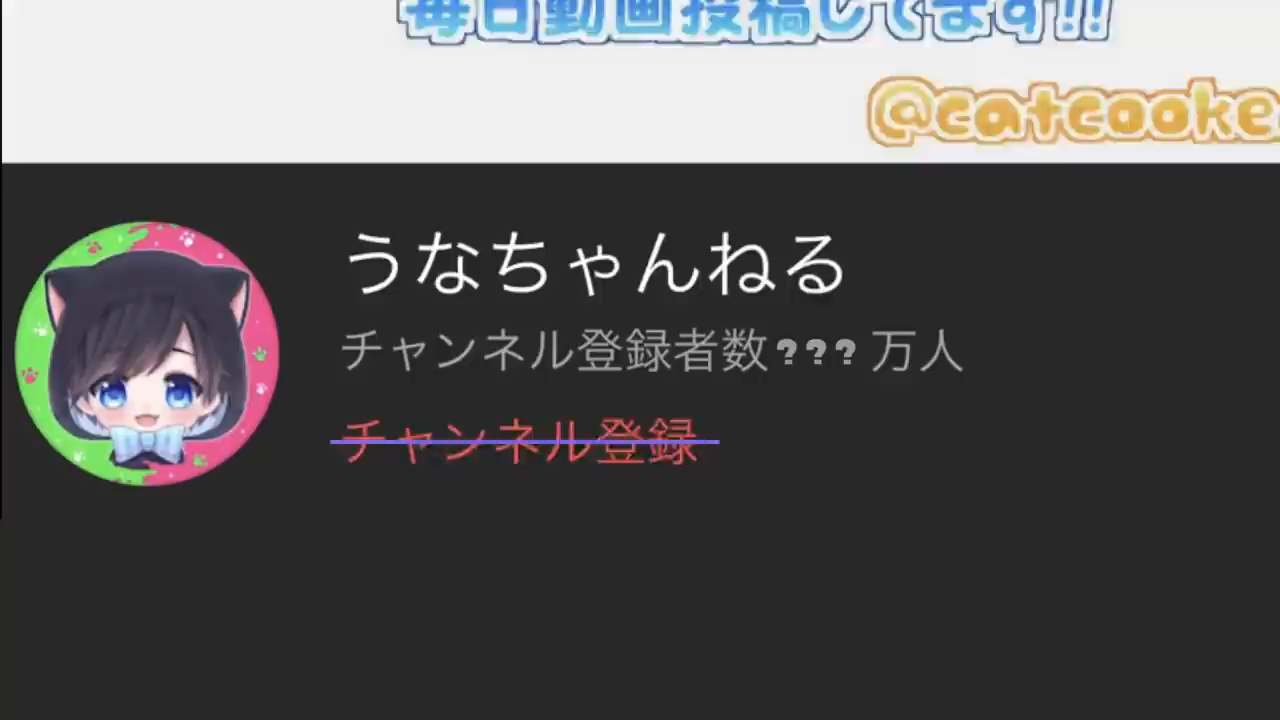 毎日動画投稿してます!!
@catcooke
うなちゃんねる
チャンネル登録者数??? 万人
チャンネル登録